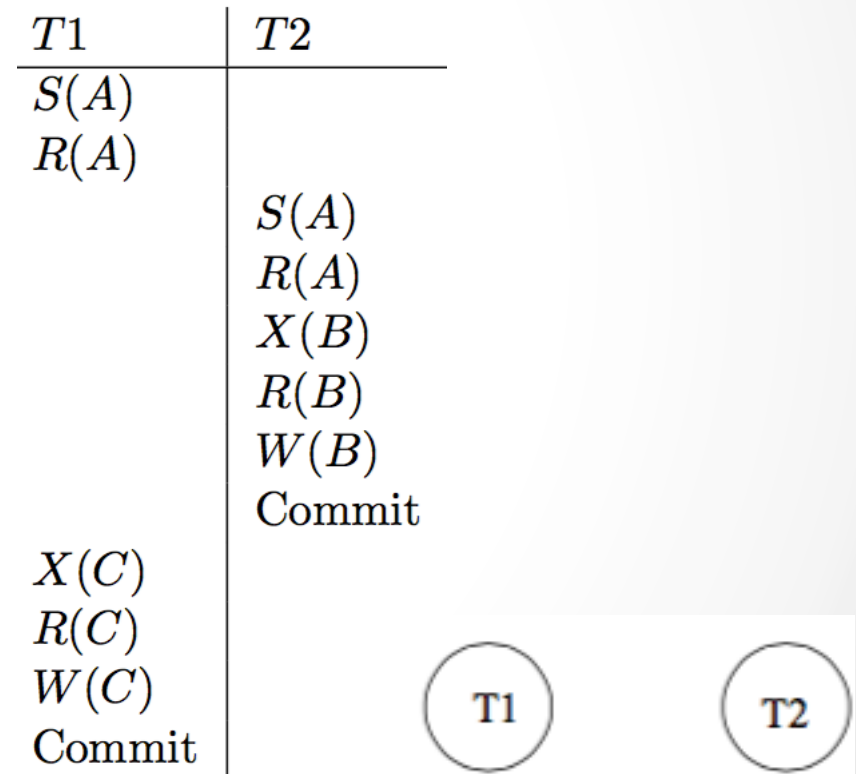 T1 T2
S(A)
R(A)
S(A)
R(A)
X(B)
R(B)
W(B)
Commit
X(C)
R(C)
W(C)
T1 T2
Commit